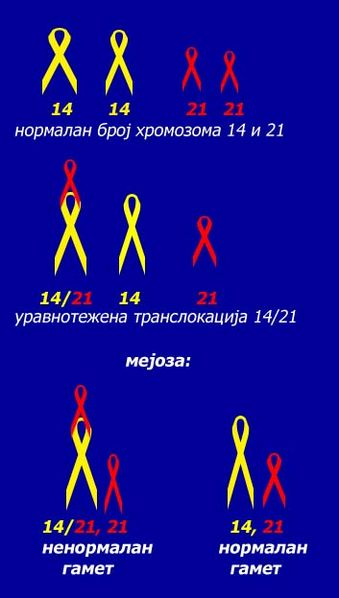 14 14 21 21
нормалан број хромозома 14 и 21
14/21 14 21
уравнотежена транслокација 14/21
мејоза:
14/21, 21 14, 21
ненормалан нормалан
гамет гамет